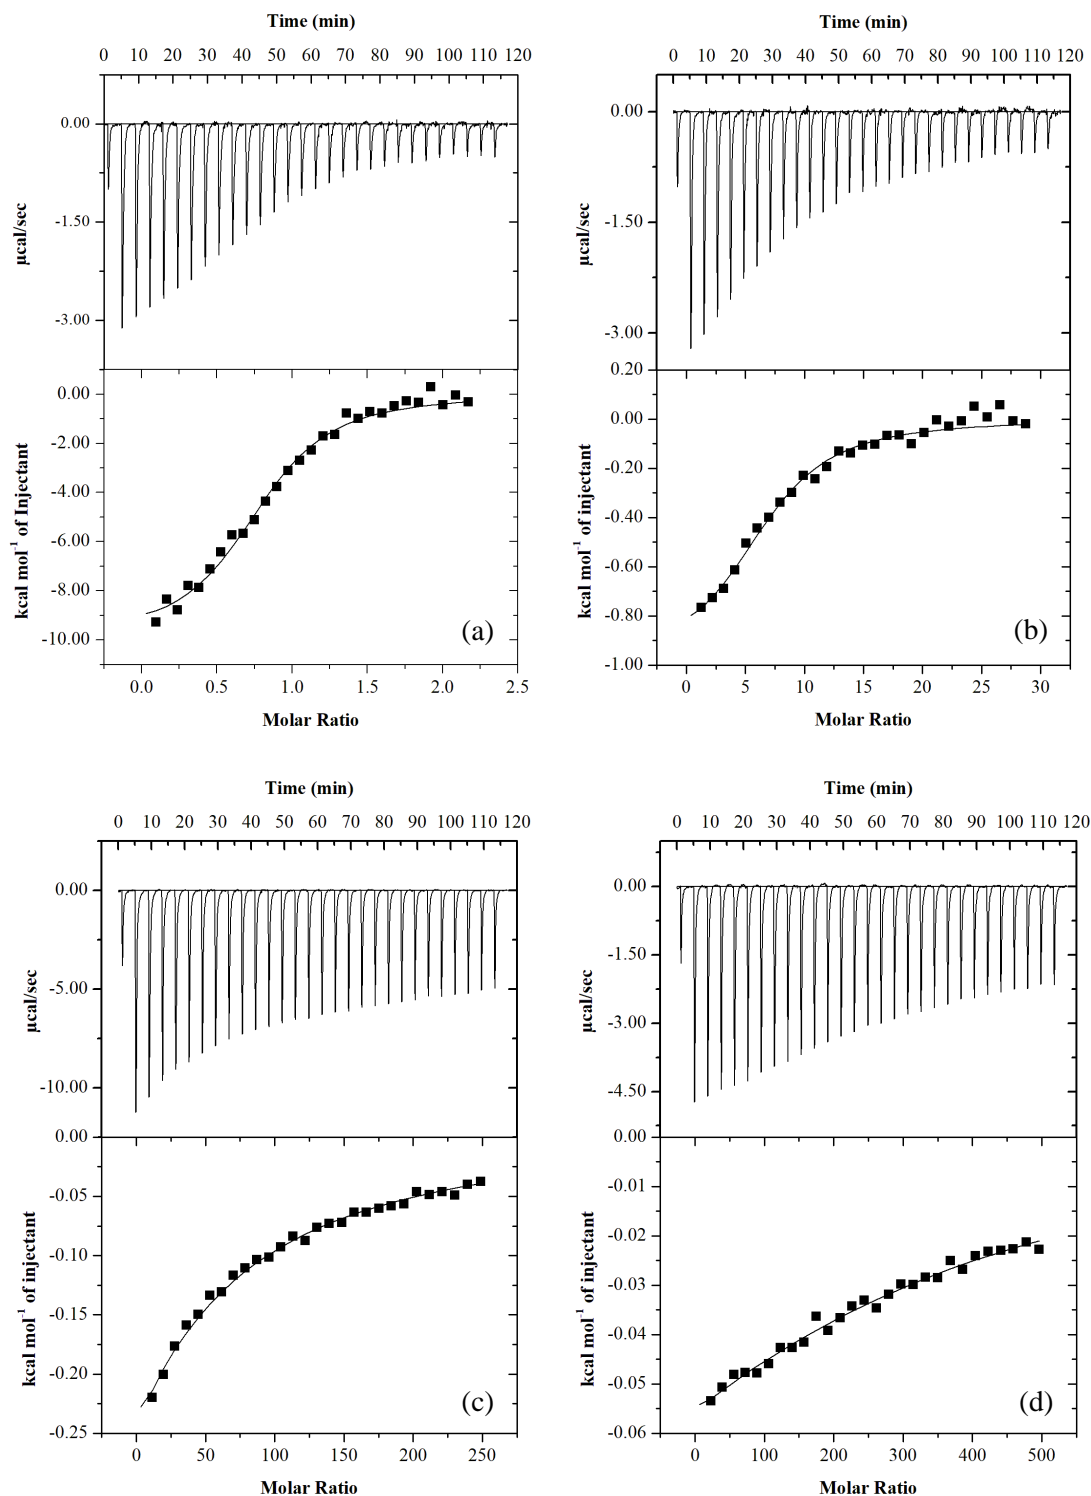 Time (min)
Time (min)
0 10 20 30 40 50 60 70 80 90 100 110 120
0 10 20 30 40 50 60 70 80 90 100 110 120
0.00
-1.50
-3.00
µcal/sec
0.00
-1.50
-3.00
µcal/sec
0.00
-2.00
-4.00
-6.00
-8.00
-10.00
kcal mol⁻¹ of Injectant
(a)
0.20
0.00
-0.20
-0.40
-0.60
-0.80
-1.00
kcal mol⁻¹ of injectant
(b)
0.0 0.5 1.0 1.5 2.0 2.5
0 5 10 15 20 25 30
Molar Ratio
Molar Ratio
Time (min)
Time (min)
0 10 20 30 40 50 60 70 80 90 100 110 120
0 10 20 30 40 50 60 70 80 90 100 110 120
0.00
-5.00
-10.00
µcal/sec
0.00
-1.50
-3.00
-4.50
µcal/sec
0.00
-0.05
-0.10
-0.15
-0.20
-0.25
kcal mol⁻¹ of injectant
(c)
0.00
-0.01
-0.02
-0.03
-0.04
-0.05
-0.06
kcal mol⁻¹ of injectant
(d)
0 50 100 150 200 250
0 100 200 300 400 500
Molar Ratio
Molar Ratio